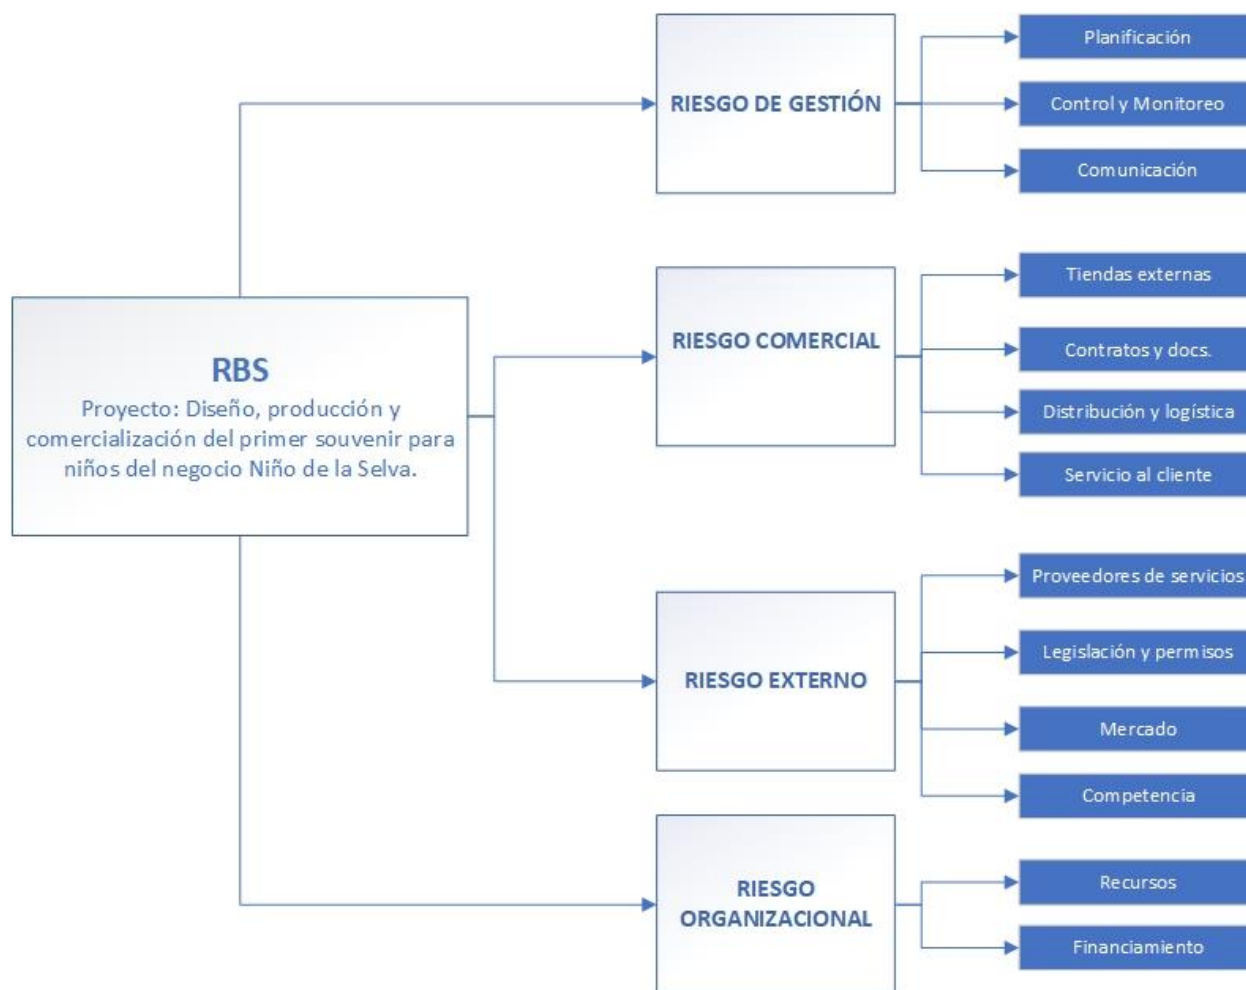 RBS
Proyecto: Diseño, producción y
comercialización del primer souvenir para
niños del negocio Niño de la Selva.
RIESGO DE GESTIÓN
Planificación
Control y Monitoreo
Comunicación
RIESGO COMERCIAL
Tiendas externas
Contratos y docs.
Distribución y logística
Servicio al cliente
RIESGO EXTERNO
Proveedores de servicios
Legislación y permisos
Mercado
Competencia
RIESGO
ORGANIZACIONAL
Recursos
Financiamiento